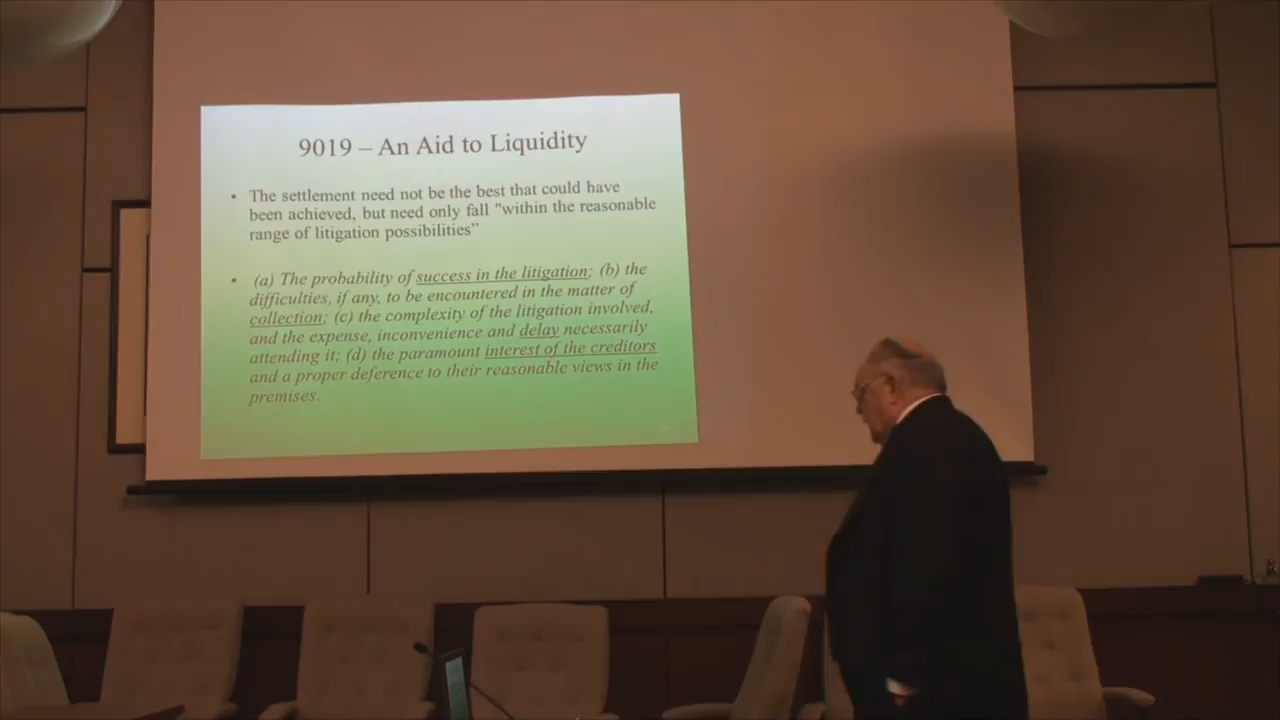 9019 – An Aid to Liquidity
• The settlement need not be the best that could have
been achieved, but need only fall "within the reasonable
range of litigation possibilities"
• (a) The probability of success in the litigation; (b) the
difficulties, if any, to be encountered in the matter of
collection; (c) the complexity of the litigation involved,
and the expense, inconvenience and delay necessarily
attending it; (d) the paramount interest of the creditors
and a proper deference to their reasonable views in the
premises.